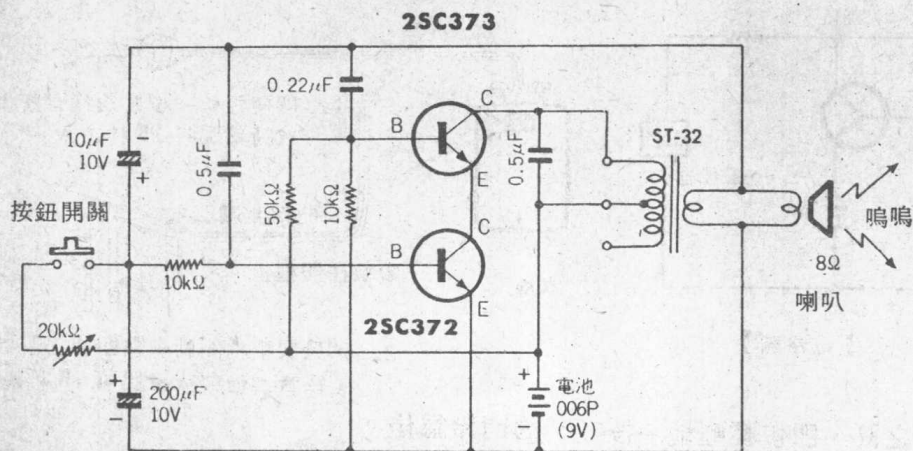 2SC373
0.22μF
10μF
10V
−
+
0.5μF
B
C
E
50kΩ
10kΩ
0.5μF
ST-32
按鈕開關
10kΩ
B
C
E
2SC372
8Ω
喇叭
嗚嗚
20kΩ
+
200μF
10V
−
+
−
電池
006P
(9V)